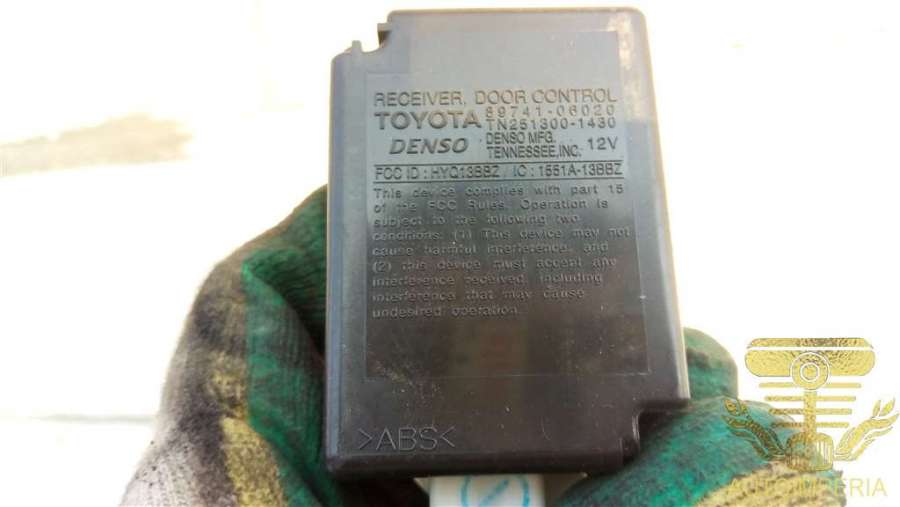 RECEIVER, DOOR CONTROL
TOYOTA 89741-06020
TN251300-1430
DENSO DENSO MFG. 12V
TENNESSEE, INC.
FCC ID : HYQ13BBZ / IC : 1551A-13BBZ
This device complies with part 15
of the FCC Rules. Operation is
subject to the following two
conditions: (1) This device may not
cause harmful interference, and
(2) this device must accept any
interference received, including
interference that may cause
undesired operation.
>ABS<
AUTOIMPERIA